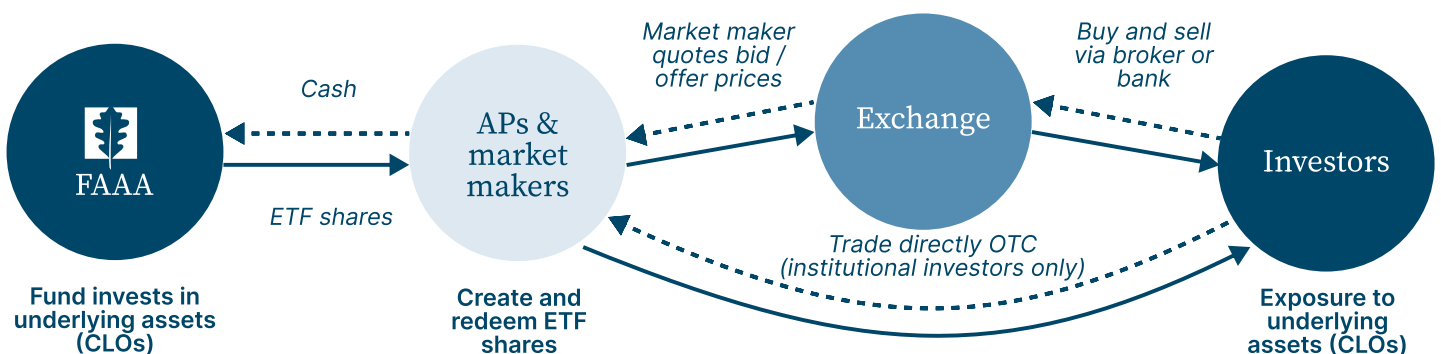 FAAA
Fund invests in
underlying assets
(CLOs)
Cash
ETF shares
APs &
market
makers
Create and
redeem ETF
shares
Market maker
quotes bid /
offer prices
Exchange
Buy and sell
via broker or
bank
Trade directly OTC
(institutional investors only)
Investors
Exposure to
underlying
assets (CLOs)